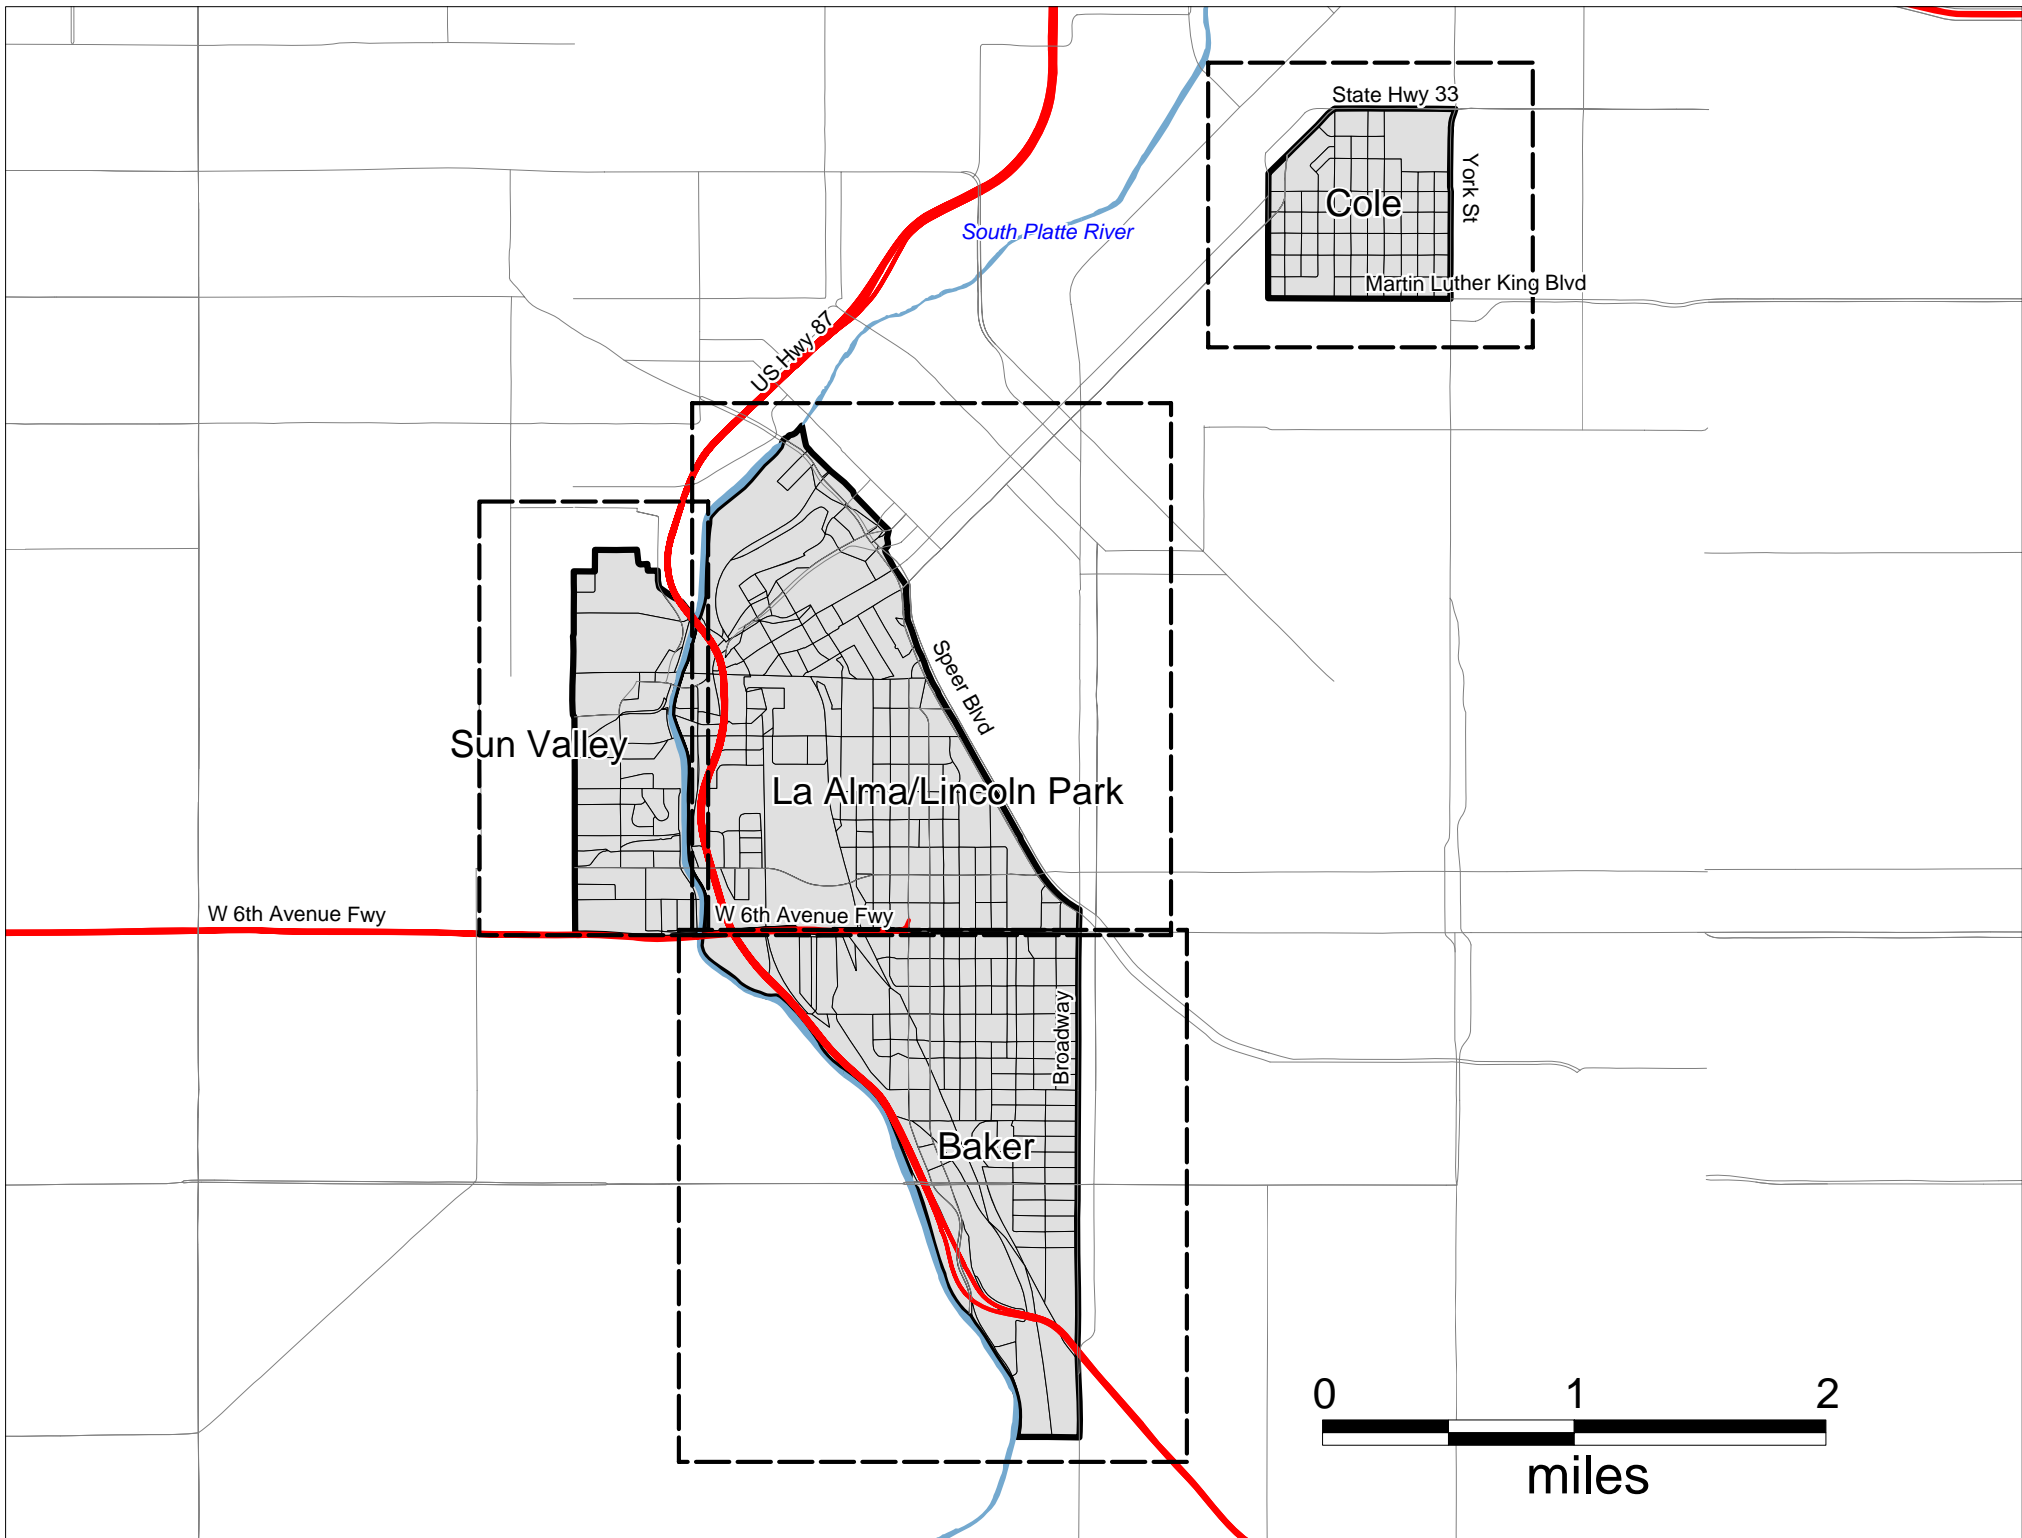 State Hwy 33
York St
Cole
South Platte River
Martin Luther King Blvd
US Hwy 87
Speer Blvd
Sun Valley
La Alma/Lincoln Park
W 6th Avenue Fwy
W 6th Avenue Fwy
Broadway
Baker
0 1 2
miles